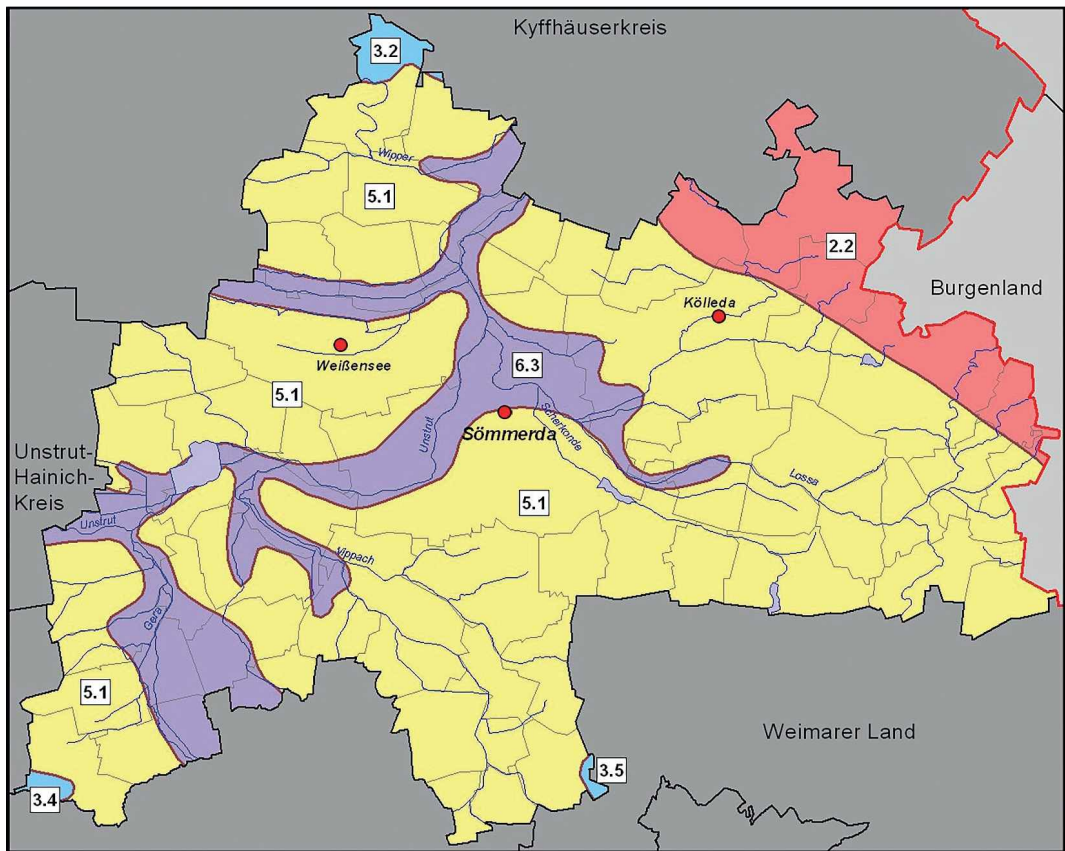 Kyffhäuserkreis
3.2
Wipper
5.1
2.2
Burgenland
Kölleda
Weißensee
6.3
5.1
Unstrut
Scherkonde
Sömmerda
Unstrut-
Hainich-
Kreis
Lossa
5.1
Unstrut
Vippach
Gera
5.1
Weimarer Land
3.5
3.4